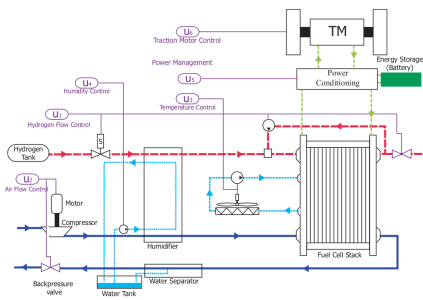 u6
Traction Motor Control
TM
Energy Storage
(Battery)
Power Management
u4
Humidity Control
u5
Power
Conditioning
u3
Temperature Control
u1
Hydrogen Flow Control
S
Hydrogen
Tank
u2
Air Flow Control
Motor
Compressor
Humidifier
Fuel Cell Stack
Backpressure
valve
Water Tank
Water Separator